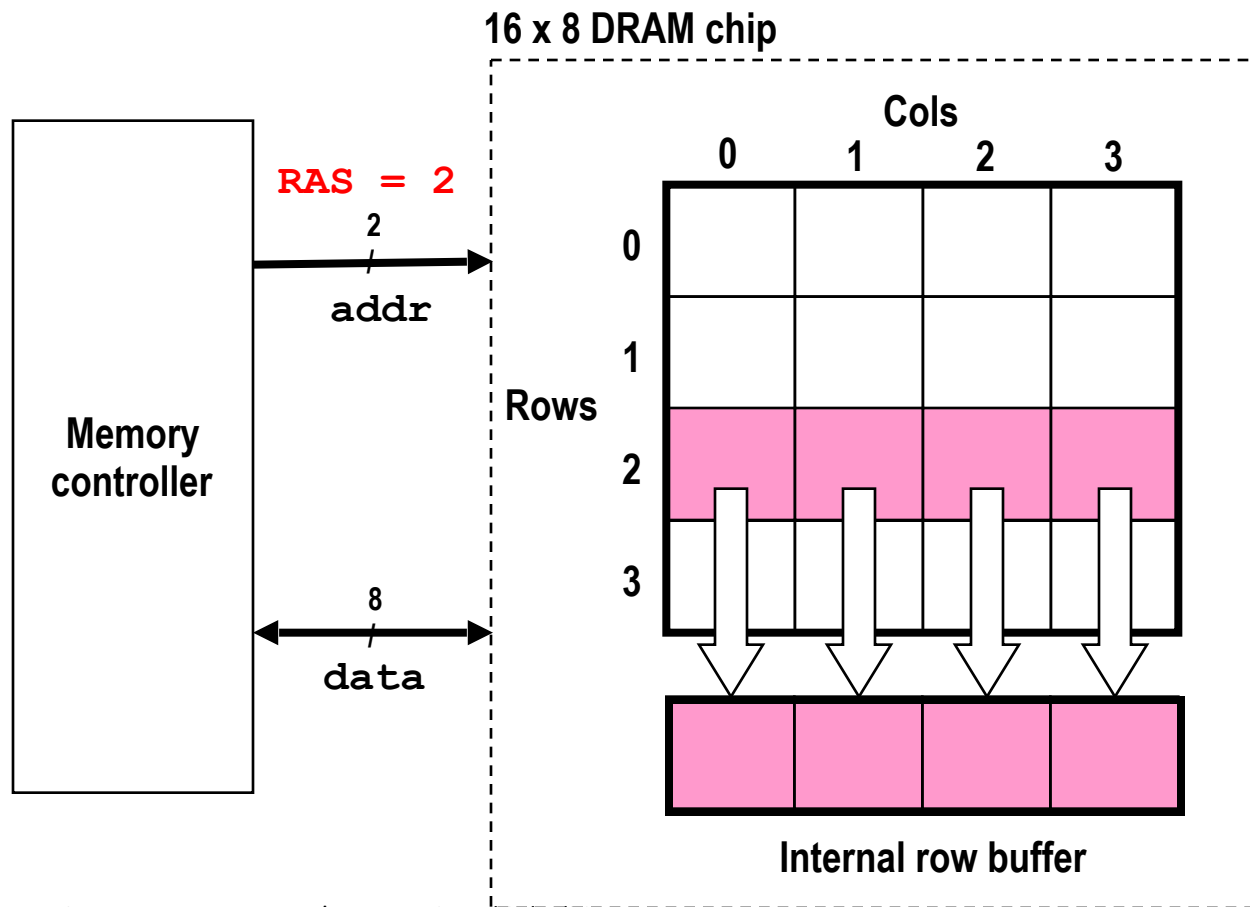 16 x 8 DRAM chip
Cols
0 1 2 3
RAS = 2
2
addr
0
1
Rows
2
3
Memory
controller
8
data
Internal row buffer